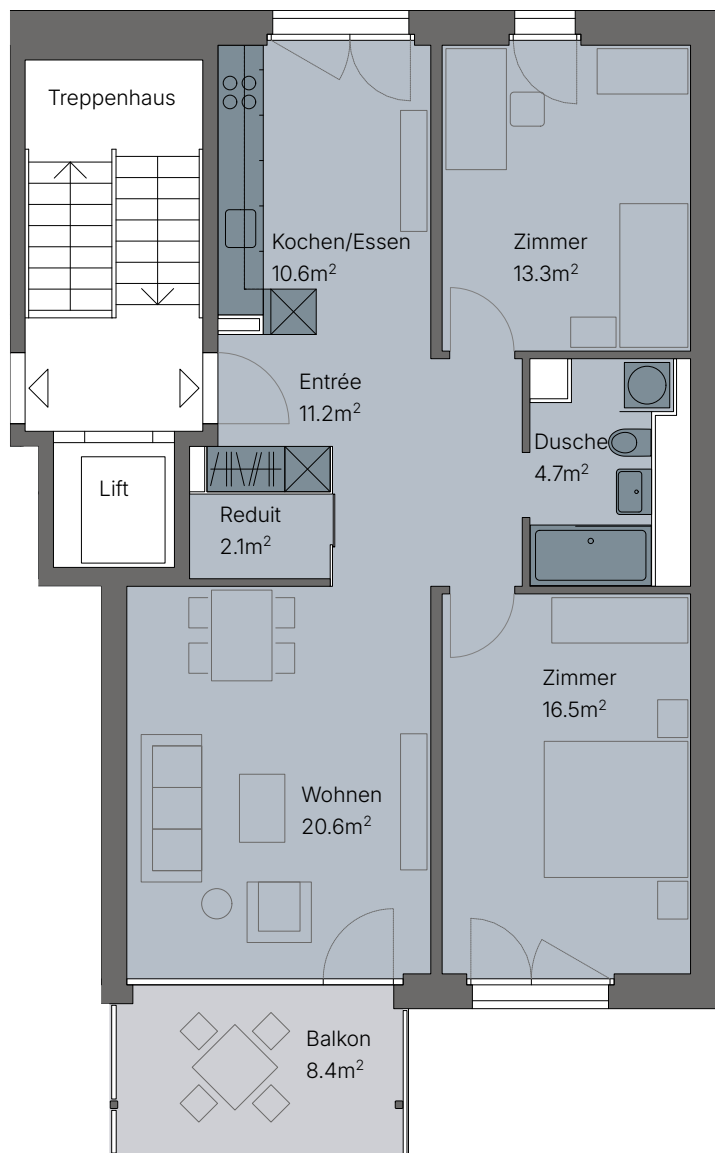 Treppenhaus
Kochen/Essen
10.6m²
Zimmer
13.3m²
Entrée
11.2m²
Dusche
4.7m²
Lift
Reduit
2.1m²
Zimmer
16.5m²
Wohnen
20.6m²
Balkon
8.4m²